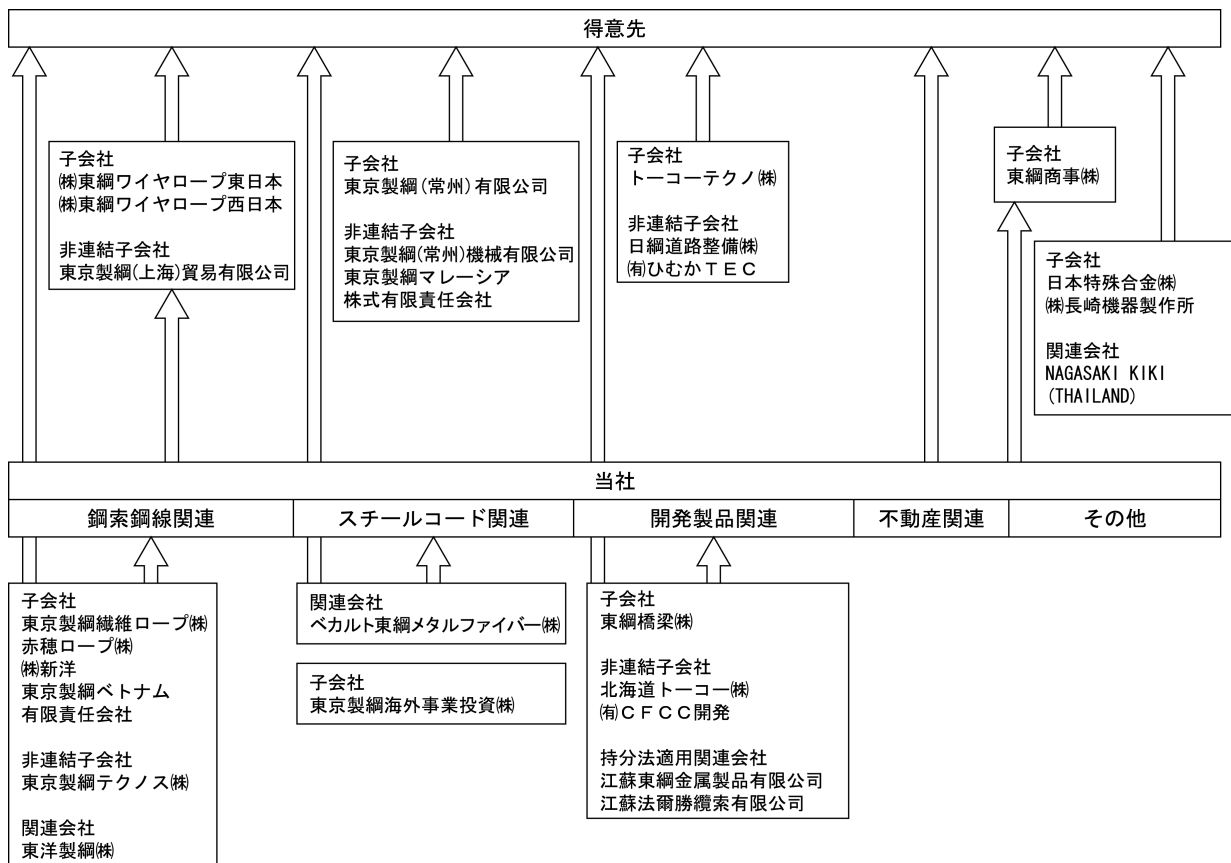 得意先
子会社
㈱東綱ワイヤロープ東日本
㈱東綱ワイヤロープ西日本
非連結子会社
東京製綱(上海)貿易有限公司
子会社
東京製綱(常州)有限公司
非連結子会社
東京製綱(常州)機械有限公司
東京製綱マレーシア
株式有限責任会社
子会社
トーコーテクノ㈱
非連結子会社
日綱道路整備㈱
㈲ひむかTEC
子会社
東綱商事㈱
子会社
日本特殊合金㈱
㈱長崎機器製作所
関連会社
NAGASAKI KIKI
(THAILAND)
当社
鋼索鋼線関連
スチールコード関連
開発製品関連
不動産関連
その他
子会社
東京製綱繊維ロープ㈱
赤穂ロープ㈱
㈱新洋
東京製綱ベトナム
有限責任会社
非連結子会社
東京製綱テクノス㈱
関連会社
東洋製綱㈱
関連会社
ベカルト東綱メタルファイバー㈱
子会社
東京製綱海外事業投資㈱
子会社
東綱橋梁㈱
非連結子会社
北海道トーコー㈱
㈲CFCC開発
持分法適用関連会社
江蘇東綱金属製品有限公司
江蘇法爾勝纜索有限公司